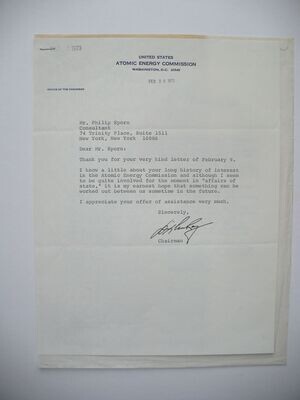 UNITED STATES
ATOMIC ENERGY COMMISSION
WASHINGTON, D.C. 20545
FEB 1973
OFFICE OF THE CHAIRMAN
Mr. Philip Sporn
Consultant
74 Trinity Place, Suite 1511
New York, New York 10006
Dear Mr. Sporn:
Thank you for your very kind letter of February 9.
I know a little about your long history of interest
in the Atomic Energy Commission and although I seem
to be quite involved for the moment in "affairs of
state," it is my earnest hope that something can be
worked out between us sometime in the future.
I appreciate your offer of assistance very much.
Sincerely,
Chairman